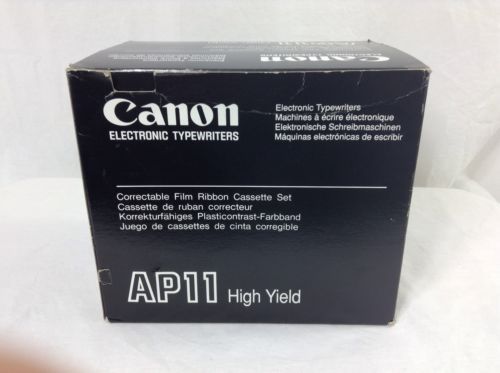 Canon
Canon
ELECTRONIC TYPEWRITERS
Electronic Typewriters
Machines à écrire électronique
Elektronische Schreibmaschinen
Máquinas electrónicas de escribir
Correctable Film Ribbon Cassette Set
Cassette de ruban correcteur
Korrekturfähiges Plasticontrast-Farbband
Juego de cassettes de cinta corregible
AP11 High Yield